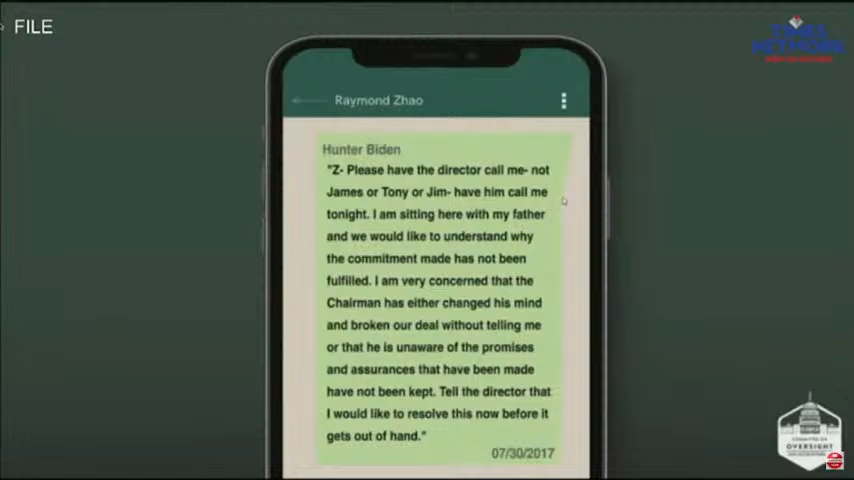 FILE
TIMES
NETWORK
Raymond Zhao
Hunter Biden
"Z- Please have the director call me- not
James or Tony or Jim- have him call me
tonight. I am sitting here with my father
and we would like to understand why
the commitment made has not been
fulfilled. I am very concerned that the
Chairman has either changed his mind
and broken our deal without telling me
or that he is unaware of the promises
and assurances that have been made
have not been kept. Tell the director that
I would like to resolve this now before it
gets out of hand."
07/30/2017
COMMITTEE ON
OVERSIGHT